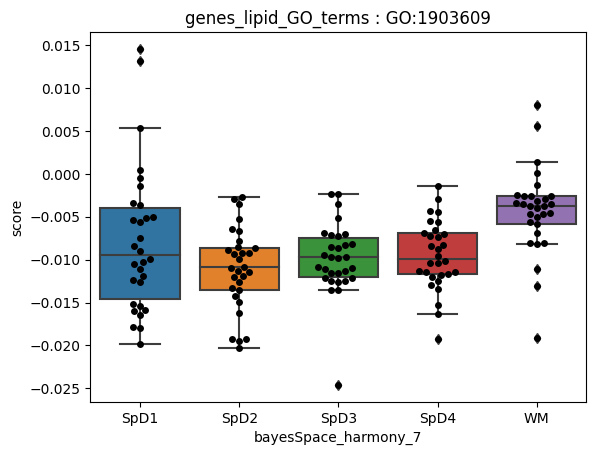 genes_lipid_GO_terms : GO:1903609
0.015
0.010
0.005
0.000
−0.005
−0.010
−0.015
−0.020
−0.025
score
SpD1 SpD2 SpD3 SpD4 WM
bayesSpace_harmony_7